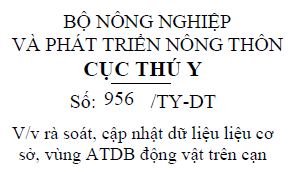 BỘ NÔNG NGHIỆP
VÀ PHÁT TRIỂN NÔNG THÔN
CỤC THÚ Y
Số: 956 /TY-DT
V/v rà soát, cập nhật dữ liệu liệu cơ
sở, vùng ATDB động vật trên cạn